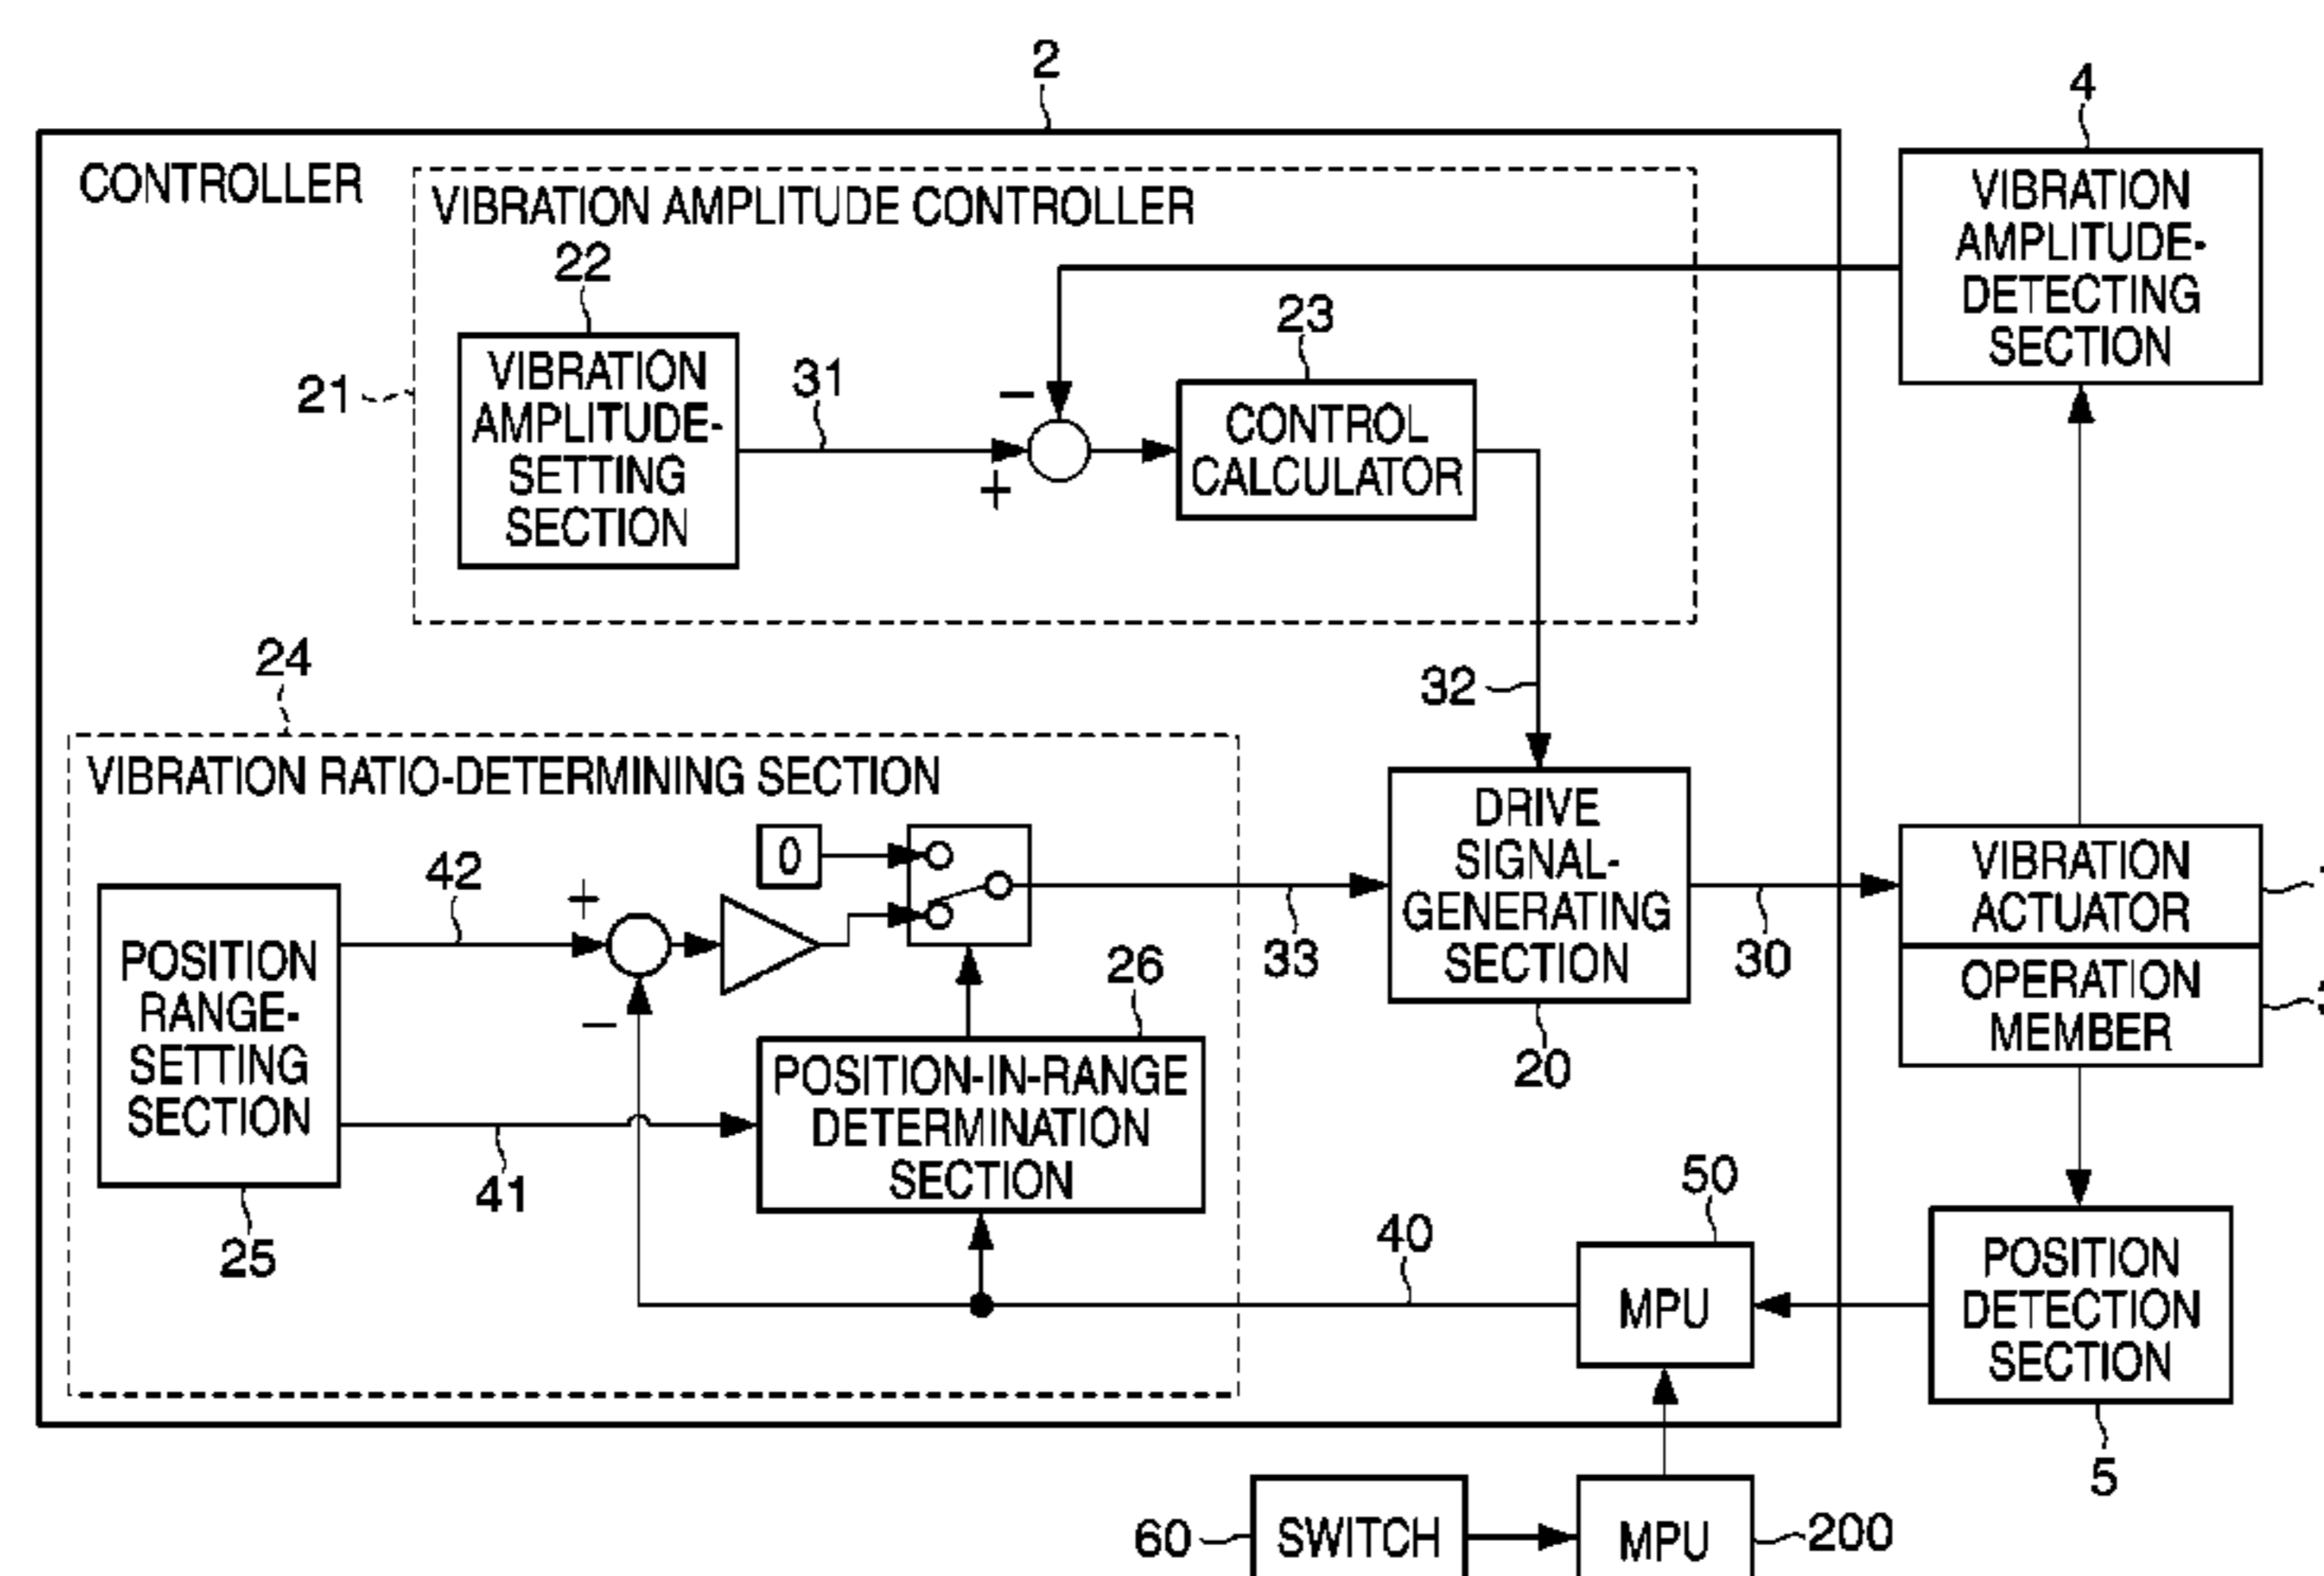 2
4
CONTROLLER
VIBRATION AMPLITUDE CONTROLLER
VIBRATION
AMPLITUDE-
DETECTING
SECTION
22
23
21
VIBRATION
AMPLITUDE-
SETTING
SECTION
31
−
+
CONTROL
CALCULATOR
32
24
VIBRATION RATIO-DETERMINING SECTION
0
42
+
−
POSITION
RANGE-
SETTING
SECTION
41
25
26
POSITION-IN-RANGE
DETERMINATION
SECTION
33
DRIVE
SIGNAL-
GENERATING
SECTION
20
30
VIBRATION
ACTUATOR
OPERATION
MEMBER
40
50
MPU
POSITION
DETECTION
SECTION
5
60
SWITCH
MPU
200